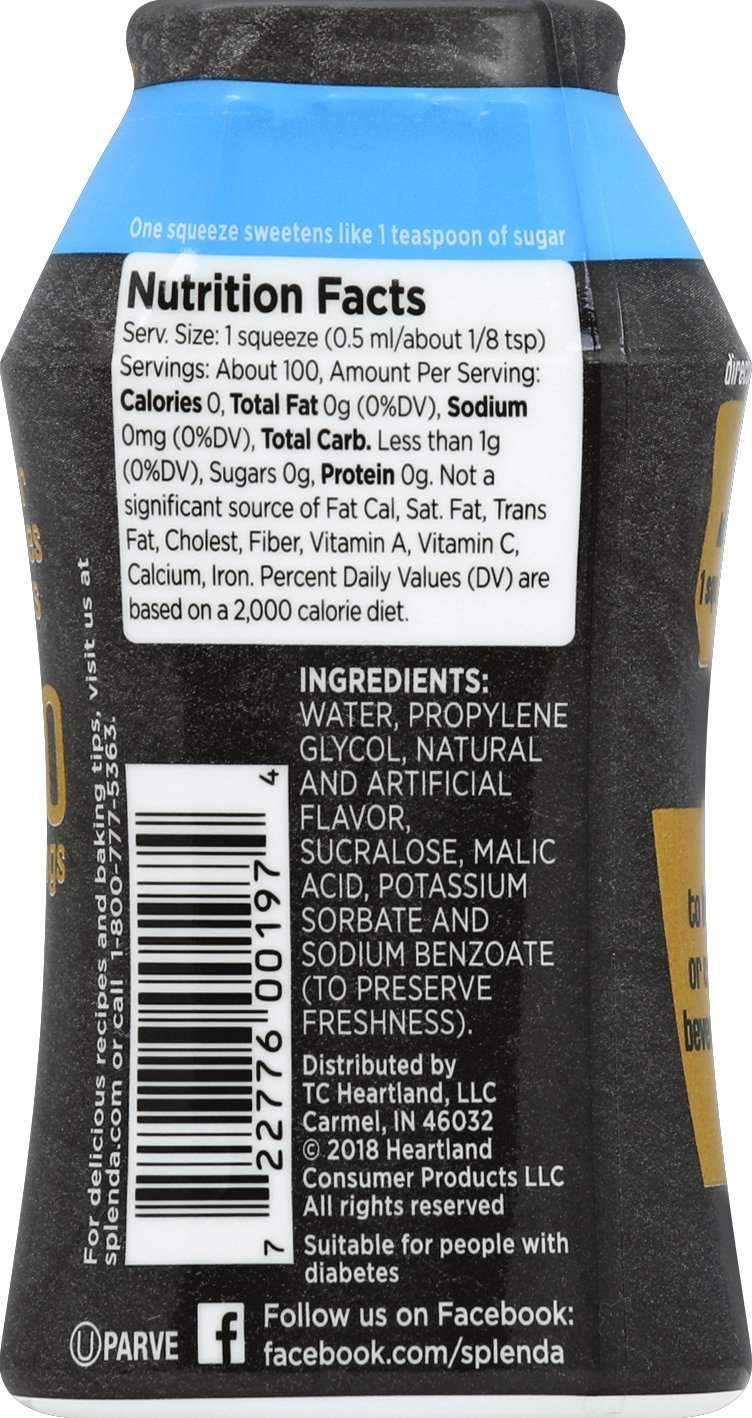 One squeeze sweetens like 1 teaspoon of sugar
Nutrition Facts
Serv. Size: 1 squeeze (0.5 ml/about 1/8 tsp)
Servings: About 100, Amount Per Serving:
Calories 0, Total Fat 0g (0%DV), Sodium
0mg (0%DV), Total Carb. Less than 1g
(0%DV), Sugars 0g, Protein 0g. Not a
significant source of Fat Cal, Sat. Fat, Trans
Fat, Cholest, Fiber, Vitamin A, Vitamin C,
Calcium, Iron. Percent Daily Values (DV) are
based on a 2,000 calorie diet.
For delicious recipes and baking tips, visit us at
splenda.com or call 1-800-777-5363.
7 22776 00197 4
INGREDIENTS:
WATER, PROPYLENE
GLYCOL, NATURAL
AND ARTIFICIAL
FLAVOR,
SUCRALOSE, MALIC
ACID, POTASSIUM
SORBATE AND
SODIUM BENZOATE
(TO PRESERVE
FRESHNESS).
Distributed by
TC Heartland, LLC
Carmel, IN 46032
© 2018 Heartland
Consumer Products LLC
All rights reserved
Suitable for people with
diabetes
U PARVE
f
Follow us on Facebook:
facebook.com/splenda